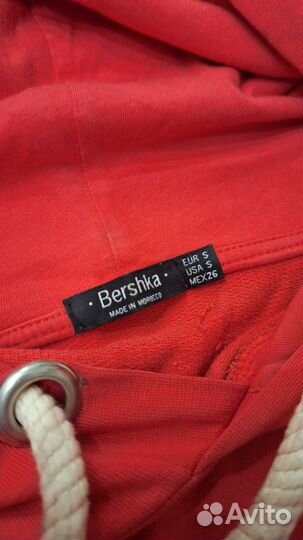 · Bershka ·
MADE IN MOROCCO
EUR S
USA S
MEX26
Avito